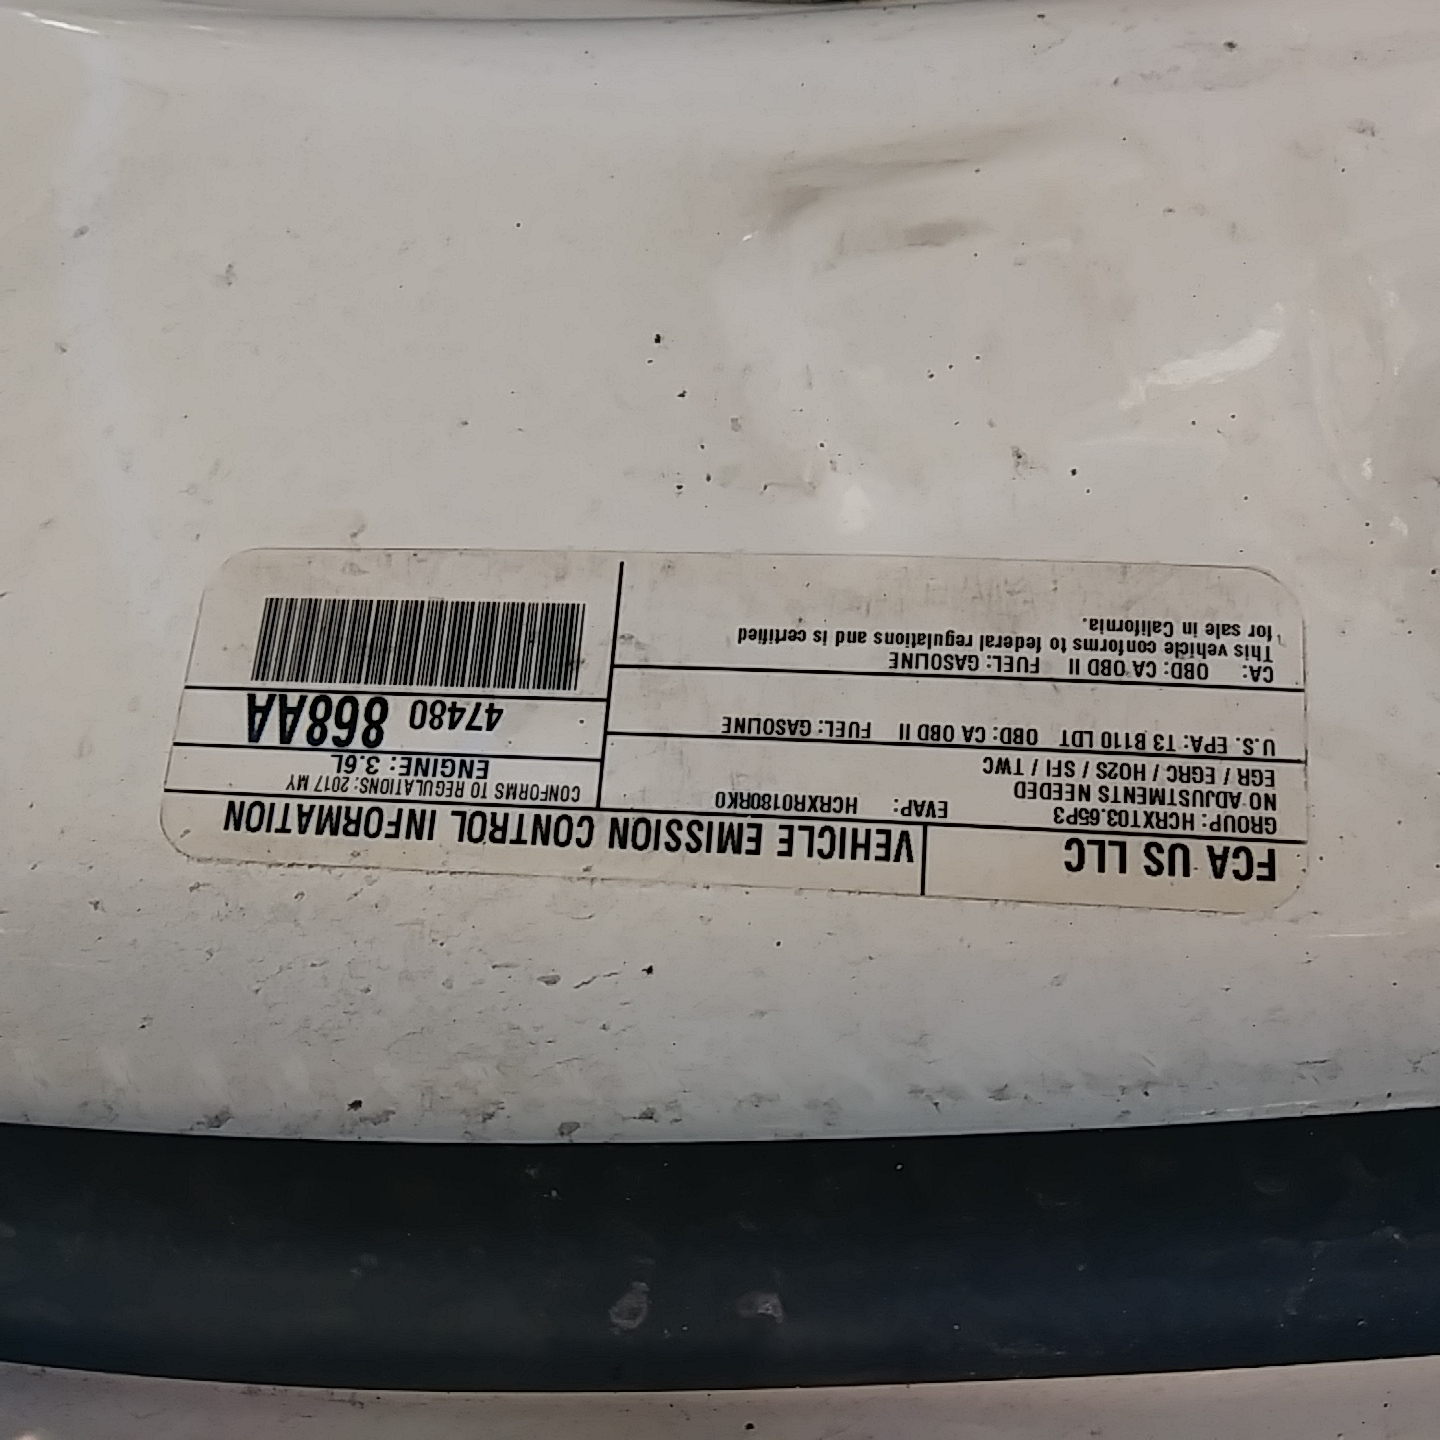 FCA US LLC
VEHICLE EMISSION CONTROL INFORMATION
GROUP: HCRXT03.65P3 EVAP: HCRXR0180RK0
NO ADJUSTMENTS NEEDED
EGR / EGRC / HO2S / SFI / TWC
U.S. EPA: T3 B110 LDT OBD: CA OBD II FUEL: GASOLINE
CA: OBD: CA OBD II FUEL: GASOLINE
This vehicle conforms to federal regulations and is certified
for sale in California.
CONFORMS TO REGULATIONS: 2017 MY
ENGINE: 3.6L
47480 868AA